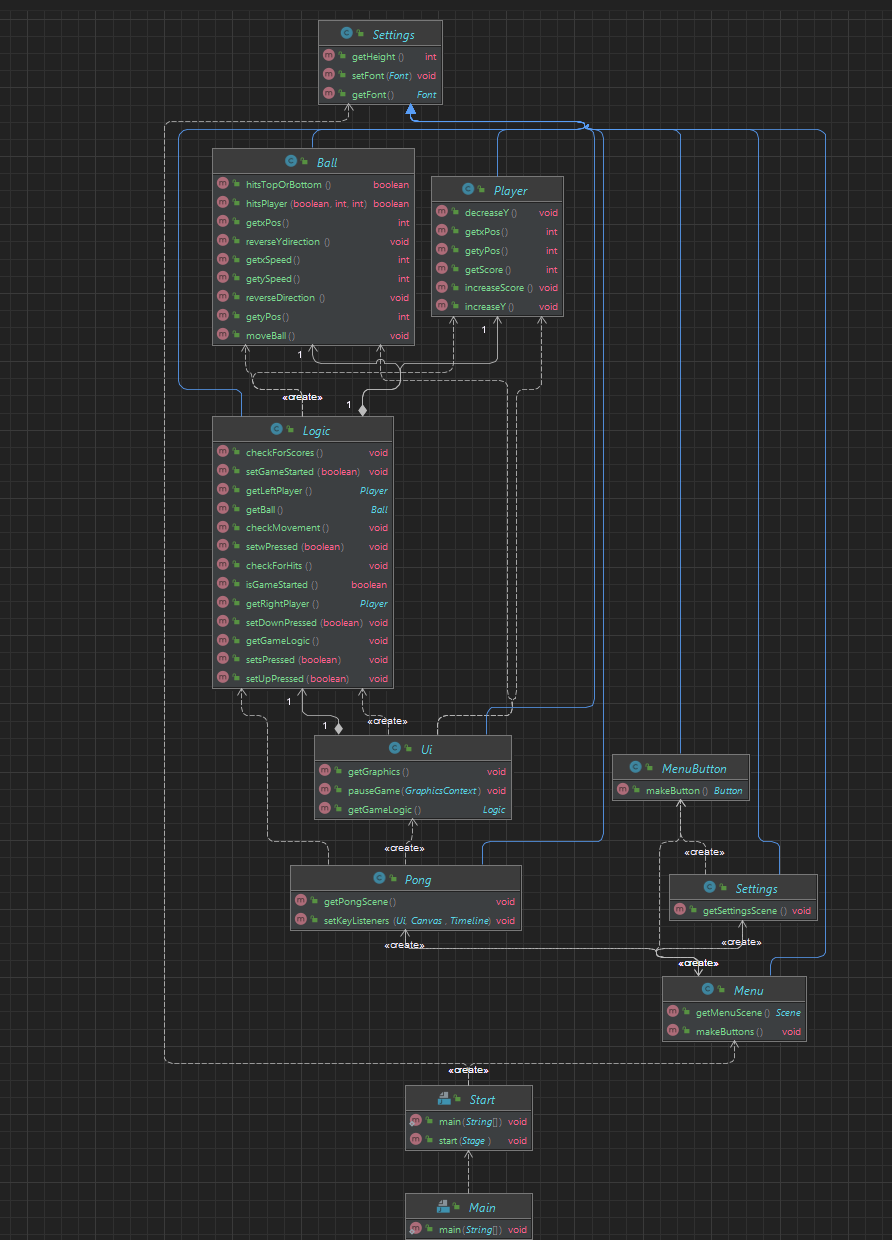 Settings
getHeight () int
setFont (Font) void
getFont () Font
Ball
hitsTopOrBottom () boolean
hitsPlayer (boolean, int, int) boolean
getxPos () int
reverseYdirection () void
getxSpeed () int
getySpeed () int
reverseDirection () void
getyPos () int
moveBall () void
Player
decreaseY () void
getxPos () int
getyPos () int
getScore () int
increaseScore () void
increaseY () void
1
1
«create»
1
Logic
checkForScores () void
setGameStarted (boolean) void
getLeftPlayer () Player
getBall () Ball
checkMovement () void
setwPressed (boolean) void
checkForHits () void
isGameStarted () boolean
getRightPlayer () Player
setDownPressed (boolean) void
getGameLogic () void
setsPressed (boolean) void
setUpPressed (boolean) void
1
1
«create»
Ui
getGraphics () void
pauseGame (GraphicsContext) void
getGameLogic () Logic
MenuButton
makeButton () Button
«create»
«create»
Pong
getPongScene () void
setKeyListeners (Ui, Canvas, Timeline) void
Settings
getSettingsScene () void
«create»
«create»
«create»
Menu
getMenuScene () Scene
makeButtons () void
«create»
Start
main (String[]) void
start (Stage) void
Main
main (String[]) void